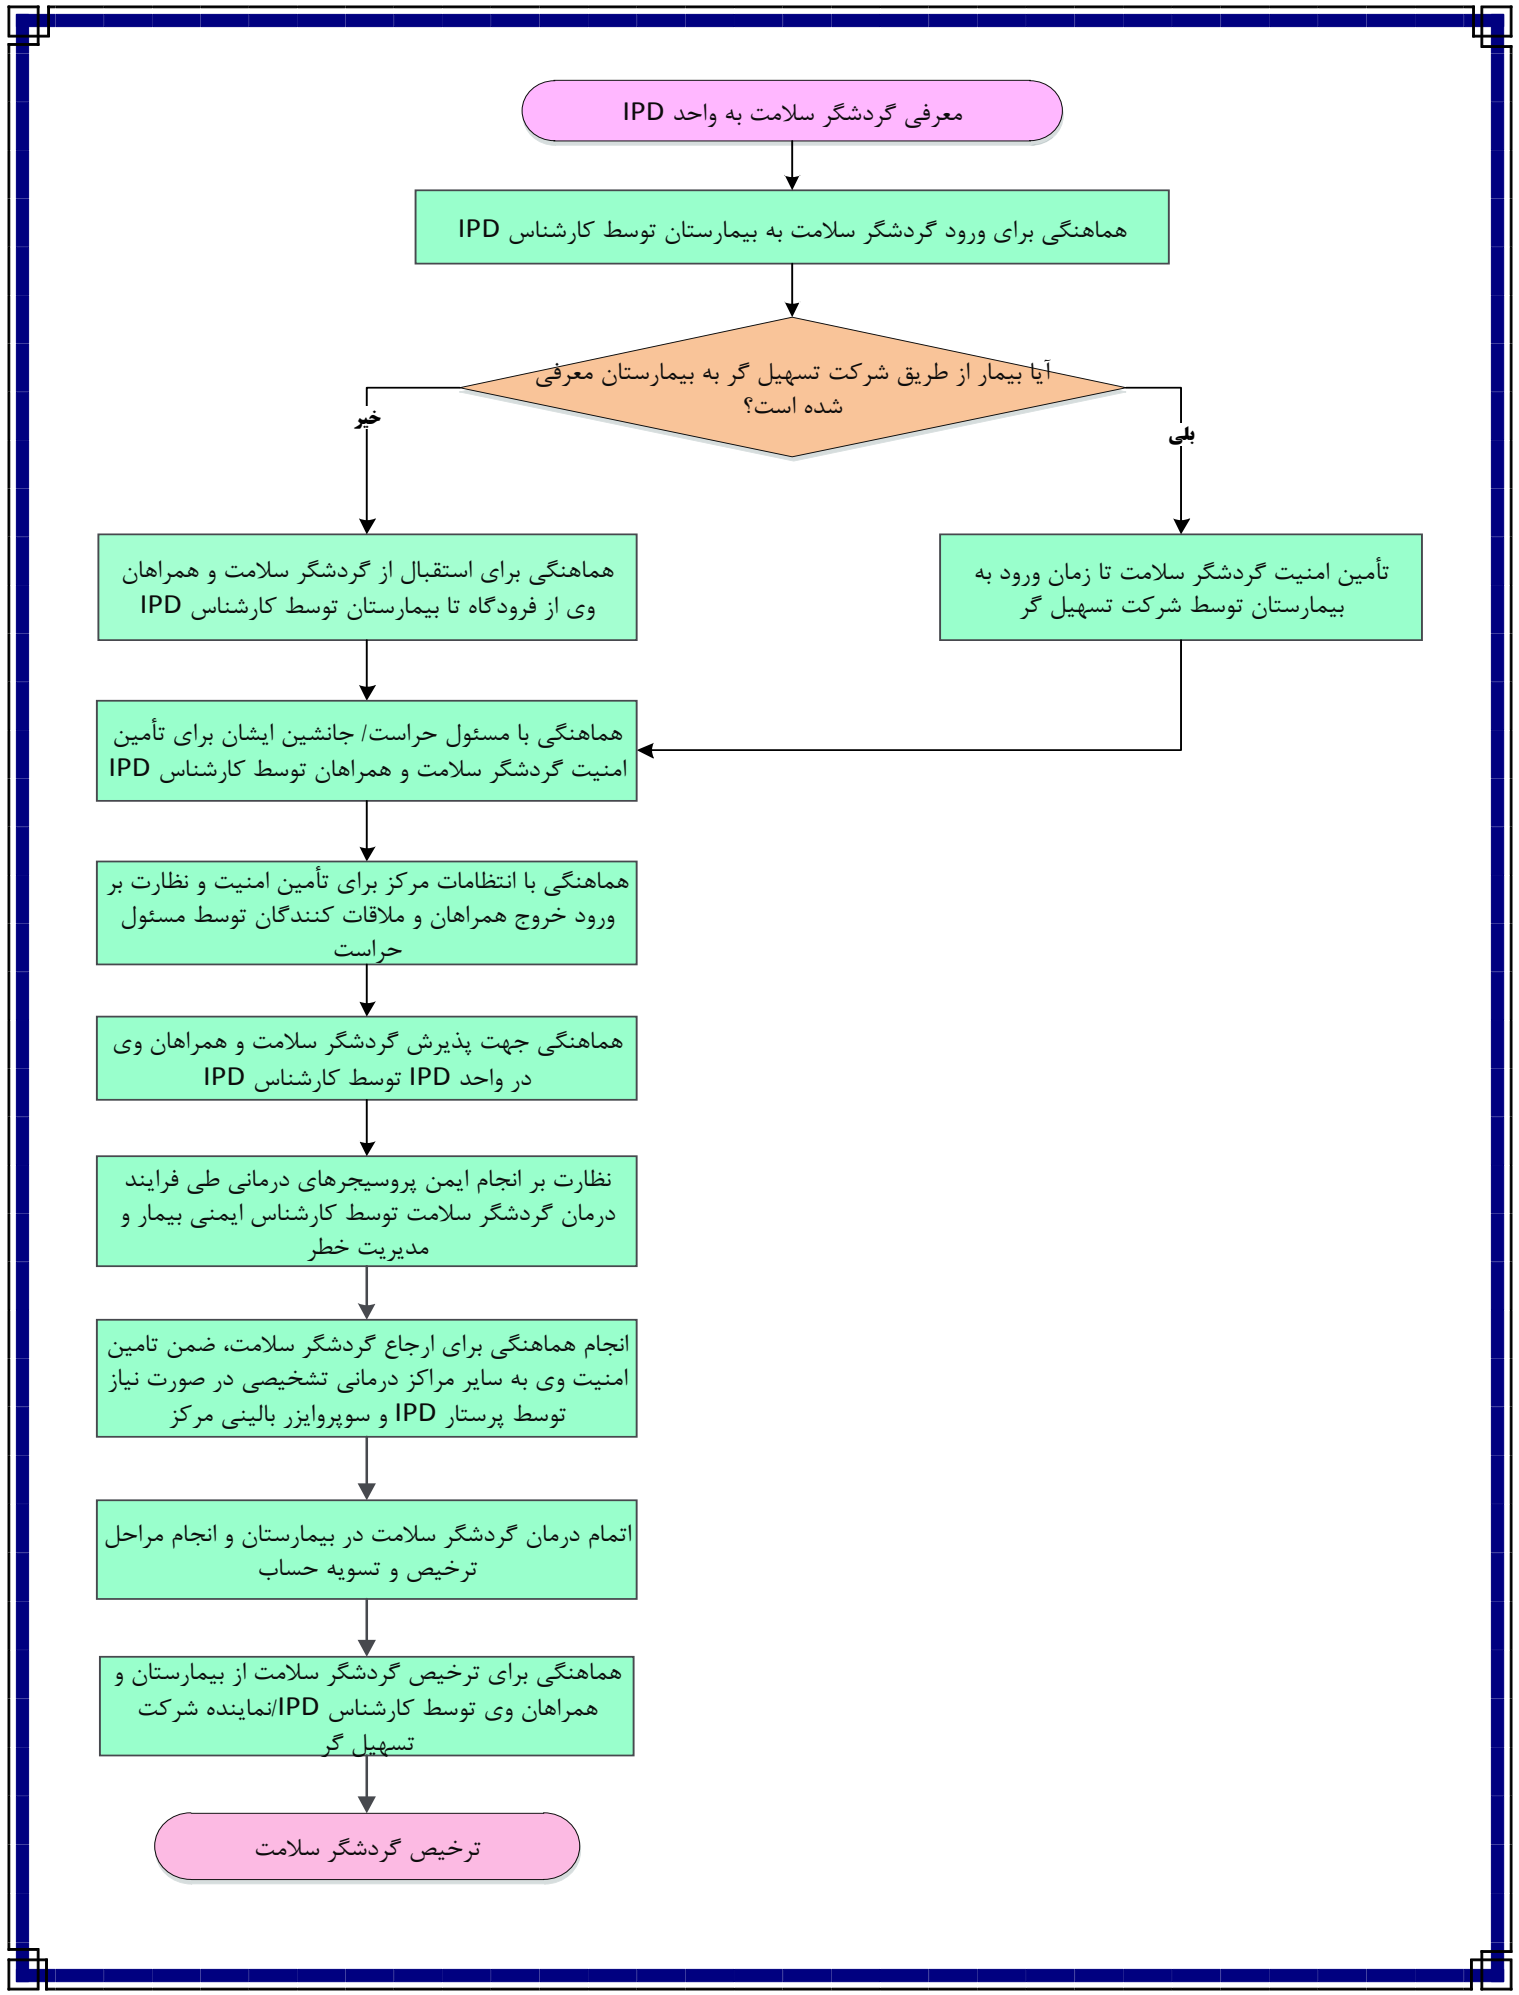 معرفی گردشگر سلامت به واحد IPD
هماهنگی برای ورود گردشگر سلامت به بیمارستان توسط کارشناس IPD
آیا بیمار از طریق شرکت تسهیل گر به بیمارستان معرفی
شده است؟
بلی
خیر
تأمین امنیت گردشگر سلامت تا زمان ورود به
بیمارستان توسط شرکت تسهیل گر
هماهنگی برای استقبال از گردشگر سلامت و همراهان
وی از فرودگاه تا بیمارستان توسط کارشناس IPD
هماهنگی با مسئول حراست/ جانشین ایشان برای تأمین
امنیت گردشگر سلامت و همراهان توسط کارشناس IPD
هماهنگی با انتظامات مرکز برای تأمین امنیت و نظارت بر
ورود خروج همراهان و ملاقات کنندگان توسط مسئول
حراست
هماهنگی جهت پذیرش گردشگر سلامت و همراهان وی
در واحد IPD توسط کارشناس IPD
نظارت بر انجام ایمن پروسیجرهای درمانی طی فرایند
درمان گردشگر سلامت توسط کارشناس ایمنی بیمار و
مدیریت خطر
انجام هماهنگی برای ارجاع گردشگر سلامت، ضمن تامین
امنیت وی به سایر مراکز درمانی تشخیصی در صورت نیاز
توسط پرستار IPD و سوپروایزر بالینی مرکز
اتمام درمان گردشگر سلامت در بیمارستان و انجام مراحل
ترخیص و تسویه حساب
هماهنگی برای ترخیص گردشگر سلامت از بیمارستان و
همراهان وی توسط کارشناس IPD/نماینده شرکت
تسهیل گر
ترخیص گردشگر سلامت